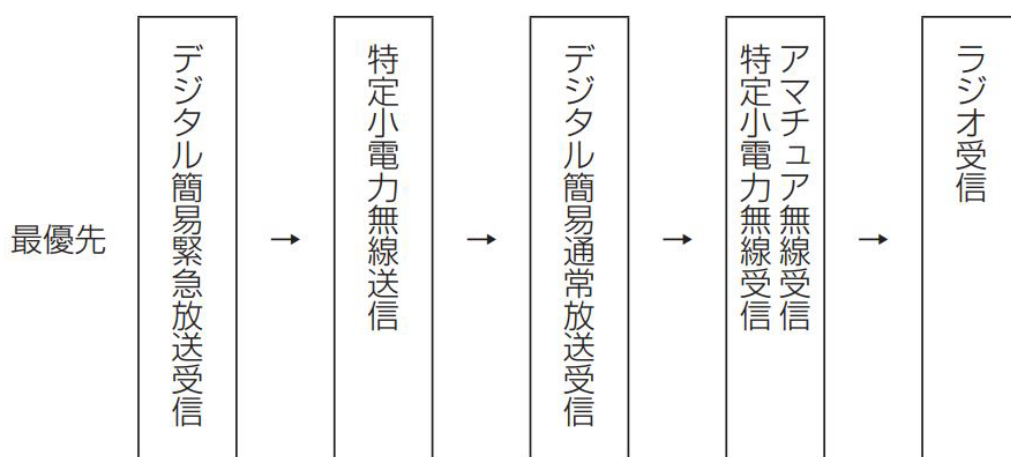 最優先
デジタル簡易緊急放送受信
→
特定小電力無線送信
→
デジタル簡易通常放送受信
→
アマチュア無線受信
特定小電力無線受信
→
ラジオ受信